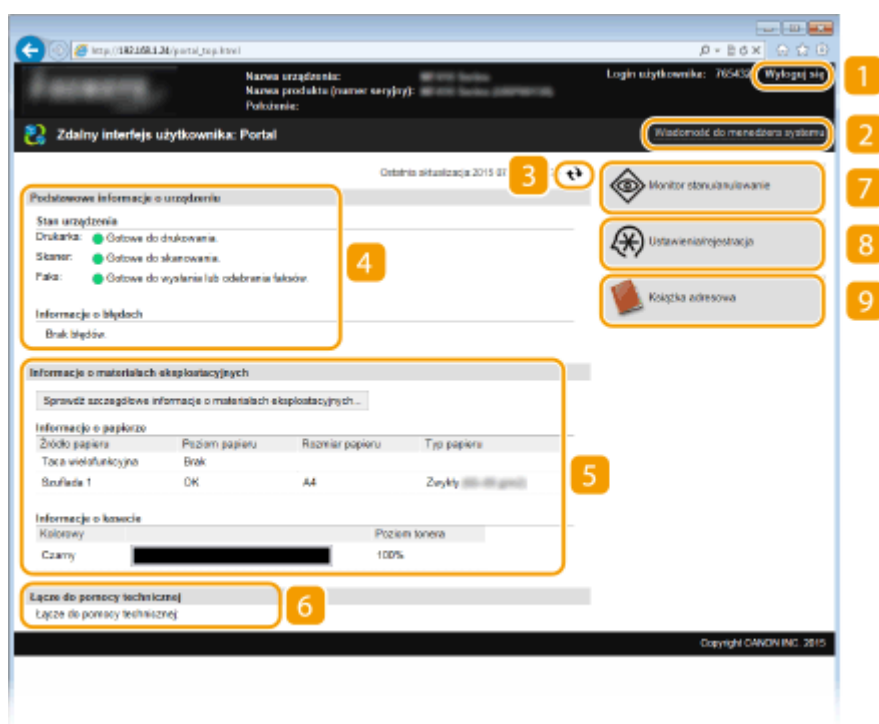 http://192.168.1.24/portal_top.html
Nazwa urządzenia:
Nazwa produktu (numer seryjny):
Położenie:
Login użytkownika: 765432 Wyloguj się
1
Zdalny interfejs użytkownika: Portal
Wiadomość do menedżera systemu
2
Ostatnia aktualizacja 2015 07
3
Podstawowe informacje o urządzeniu
Stan urządzenia
Drukarka: Gotowe do drukowania.
Skaner: Gotowe do skanowania.
Faks: Gotowe do wysłania lub odebrania faksów.
Informacje o błędach
Brak błędów.
4
Monitor stanu/anulowanie
7
Ustawienia/rejestracja
8
Książka adresowa
9
Informacje o materiałach eksploatacyjnych
Sprawdź szczegółowe informacje o materiałach eksploatacyjnych...
Informacje o papierze
Źródło papieru Poziom papieru Rozmiar papieru Typ papieru
Taca wielofunkcyjna Brak
Szuflada 1 OK A4 Zwykły
5
Informacje o kasecie
Kolorowy Poziom tonera
Czarny 100%
Łącze do pomocy technicznej
Łącze do pomocy technicznej
6
Copyright CANON INC. 2015